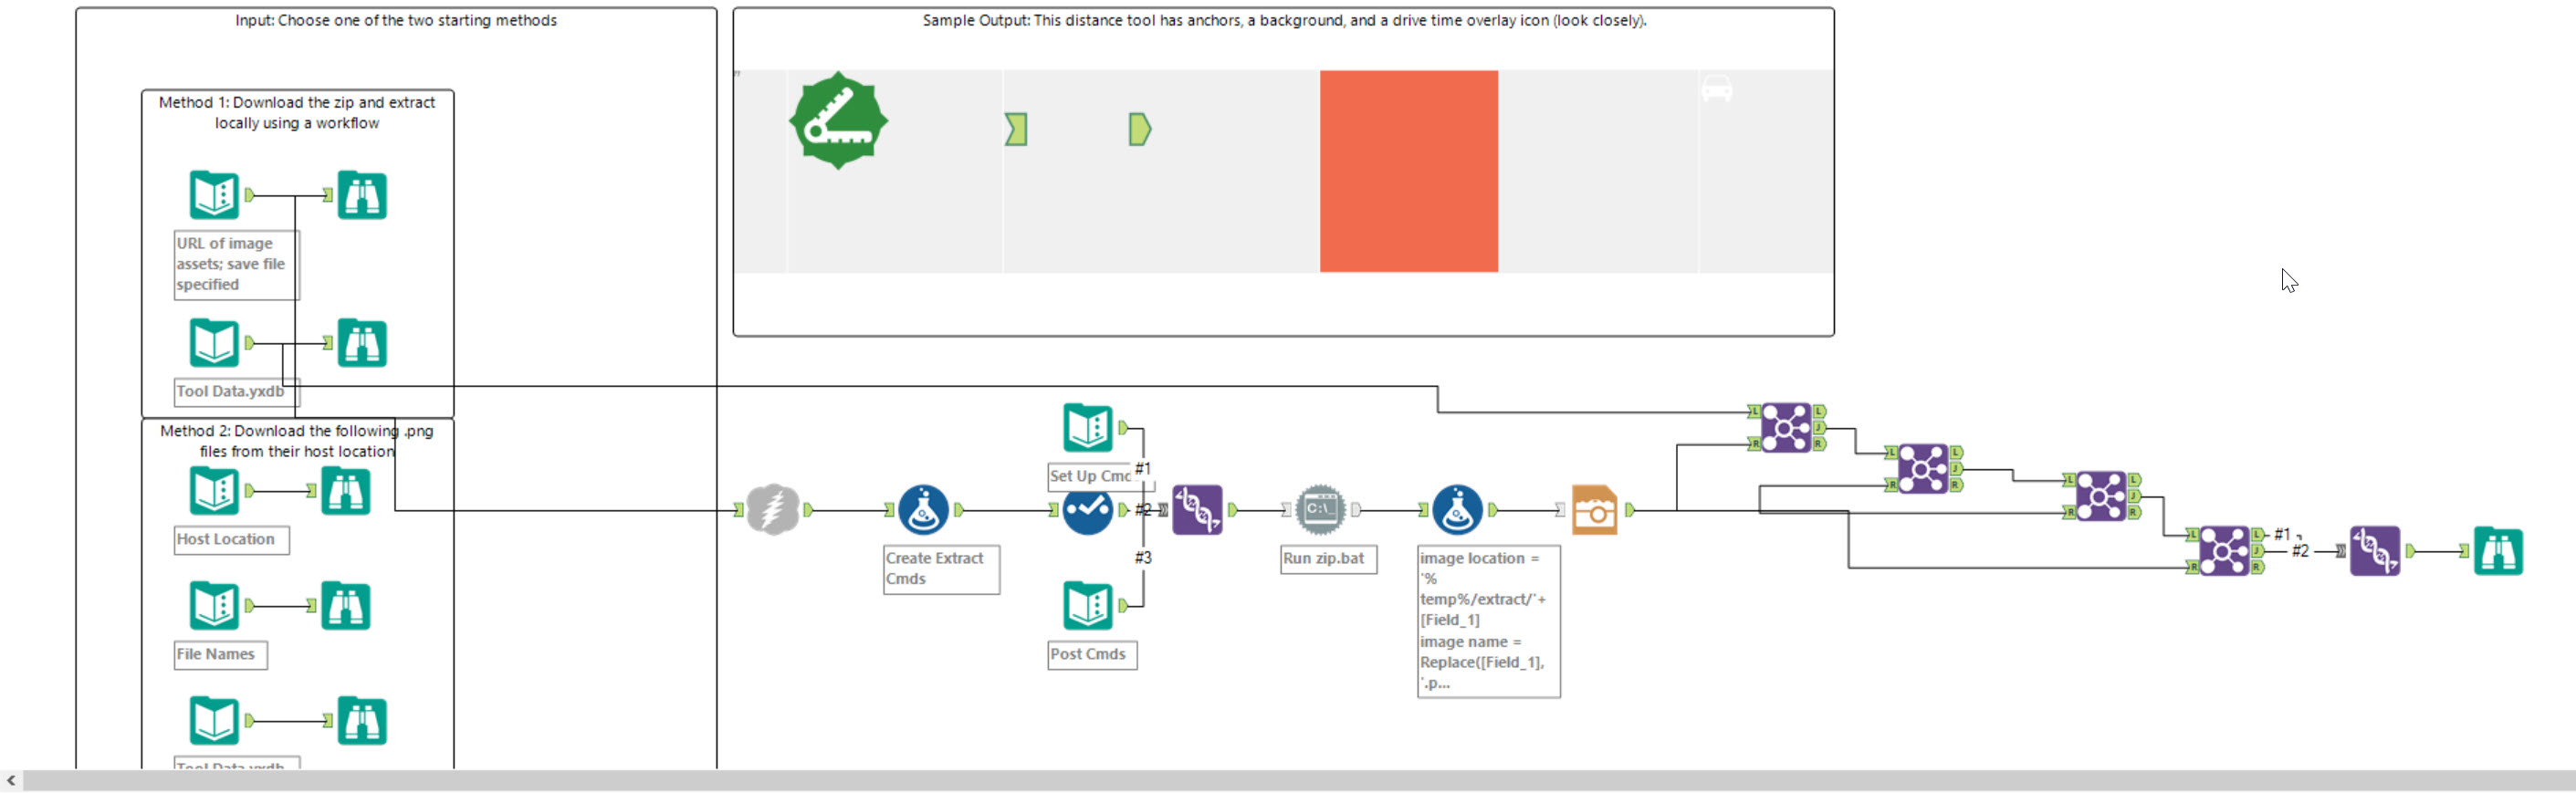 Input: Choose one of the two starting methods
Sample Output: This distance tool has anchors, a background, and a drive time overlay icon (look closely).
Method 1: Download the zip and extract
locally using a workflow
URL of image
assets; save file
specified
Tool Data.yxdb
Method 2: Download the following .png
files from their host location
Host Location
File Names
Tool Data.yxdb
Create Extract
Cmds
Set Up Cmd
#1
#2
#3
Post Cmds
C:\_
Run zip.bat
image location =
'%
temp%/extract/'+
[Field_1]
image name =
Replace([Field_1],
'.p...
L
R
L
J
R
L
R
L
J
R
L
R
L
J
R
L
R
L
J
R
#1
#2